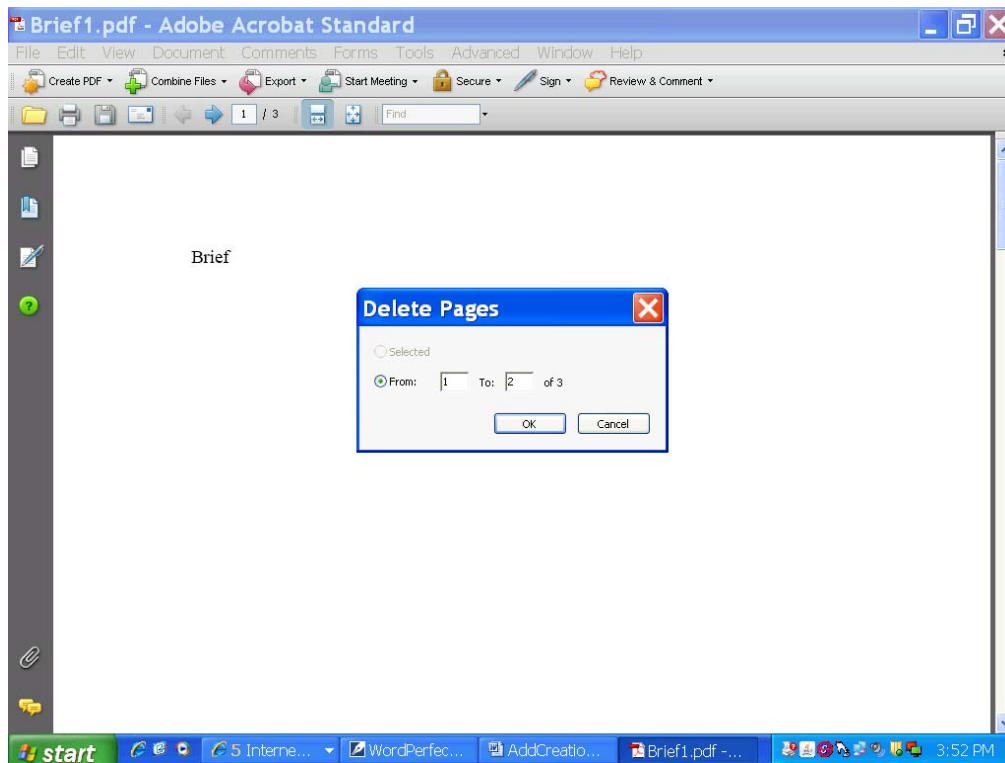 Brief1.pdf - Adobe Acrobat Standard
File Edit View Document Comments Forms Tools Advanced Window Help
Create PDF Combine Files Export Start Meeting Secure Sign Review & Comment
1 / 3 Find
Brief
Delete Pages
Selected
From: 1 To: 2 of 3
OK Cancel
start 5 Interne... WordPerfec... AddCreatio... Brief1.pdf -... 3:52 PM